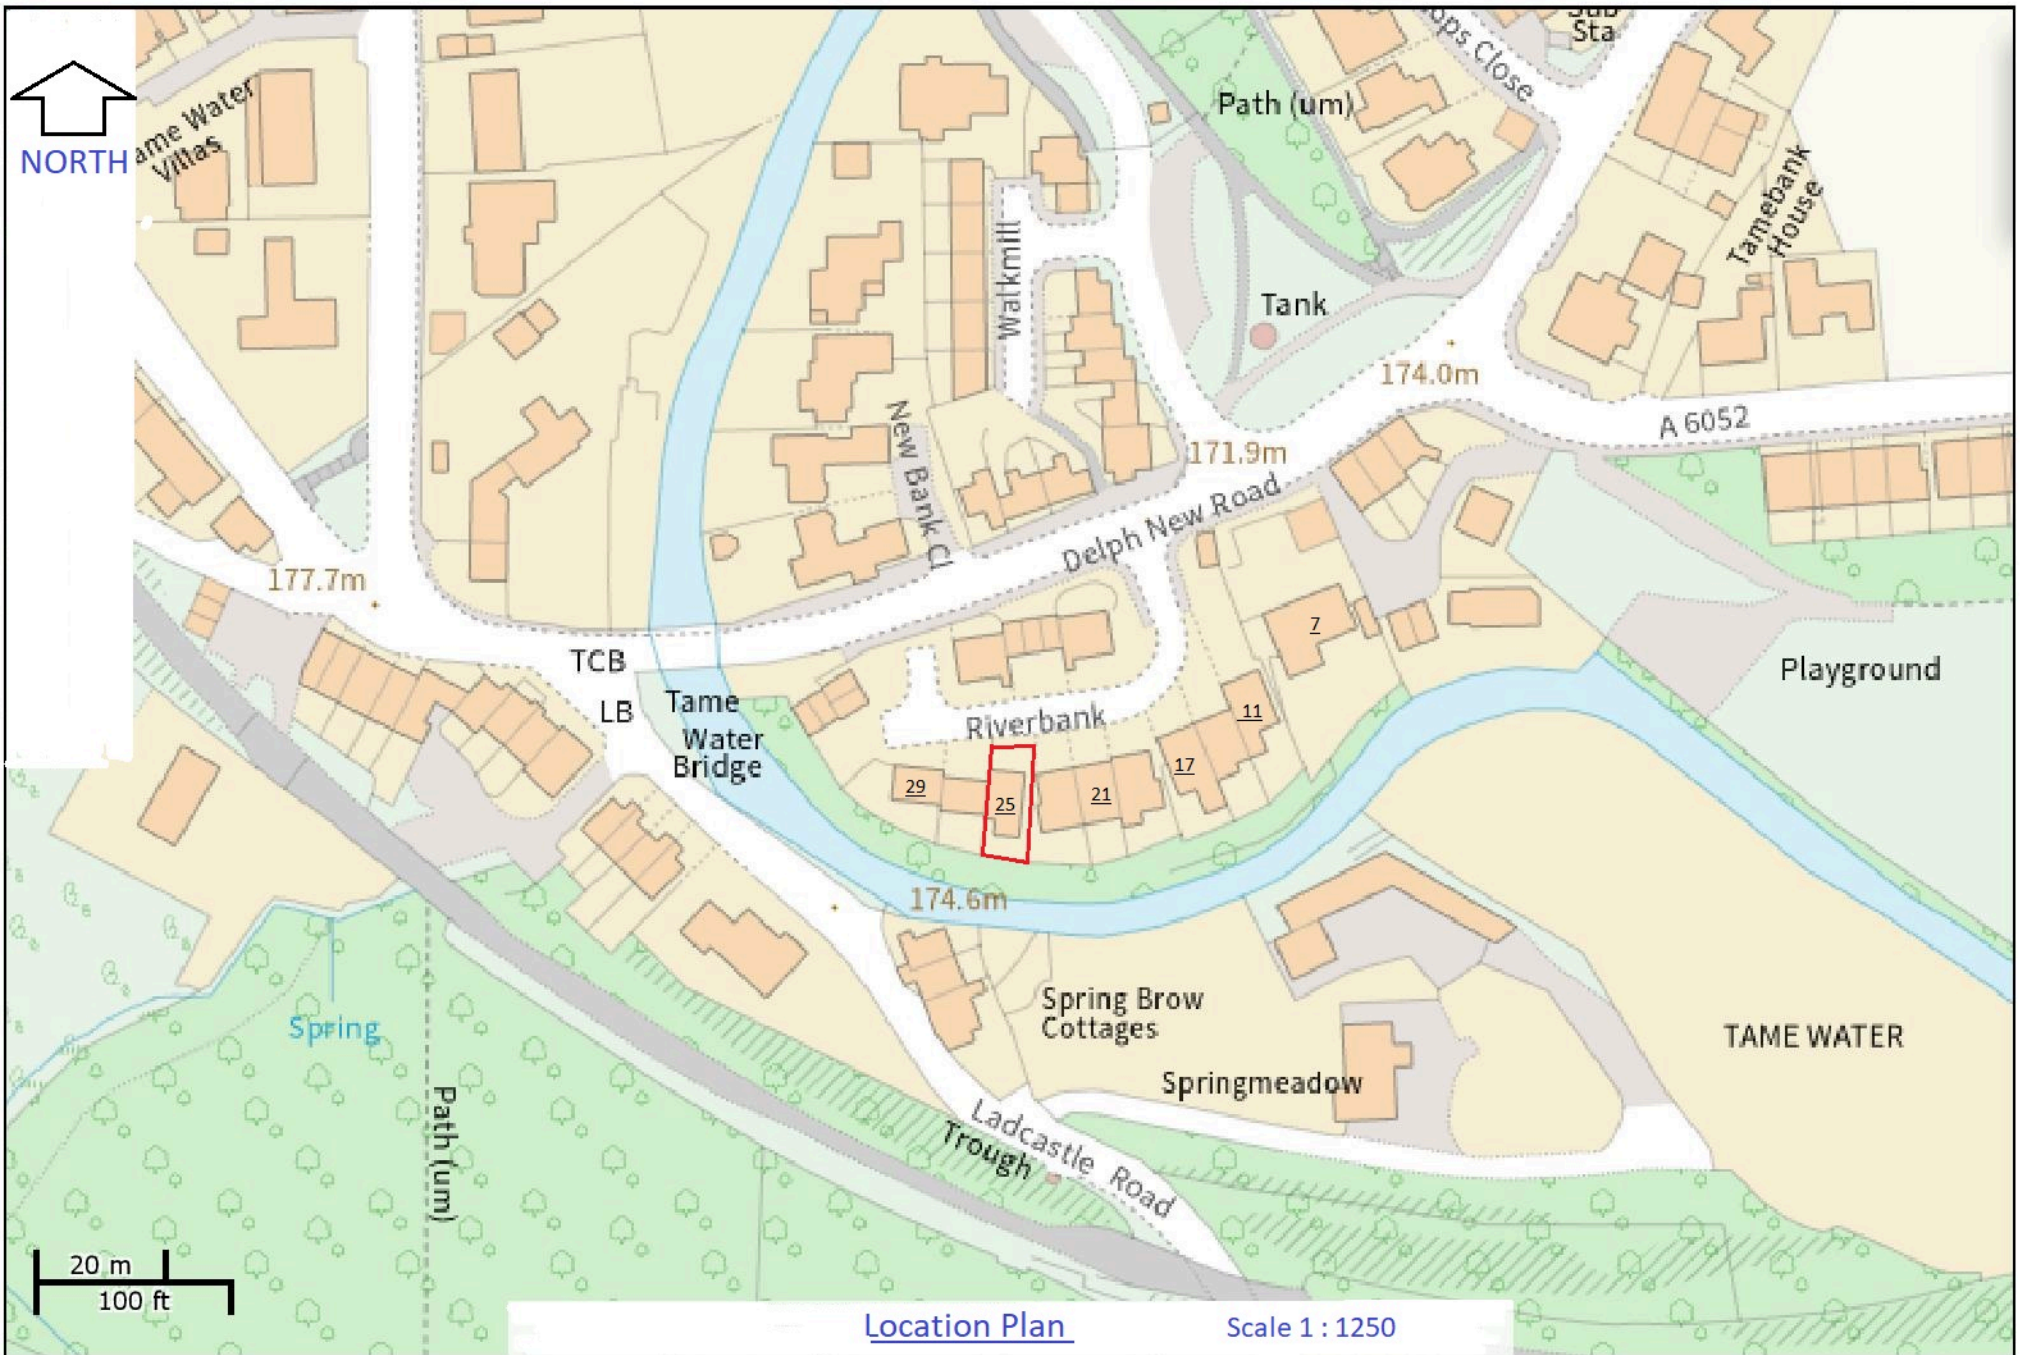 Sta
ops Close
NORTH
ame Water
Villas
Path (um)
Tamebank
House
Walkmill
Tank
174.0m
A 6052
New Bank Cl
171.9m
Delph New Road
177.7m
7
TCB
LB
Tame
Water
Bridge
Riverbank
11
17
Playground
29
25
21
174.6m
Spring Brow
Cottages
Spring
TAME WATER
Springmeadow
Path (um)
Trough
Ladcastle Road
20 m
100 ft
Location Plan
Scale 1 : 1250